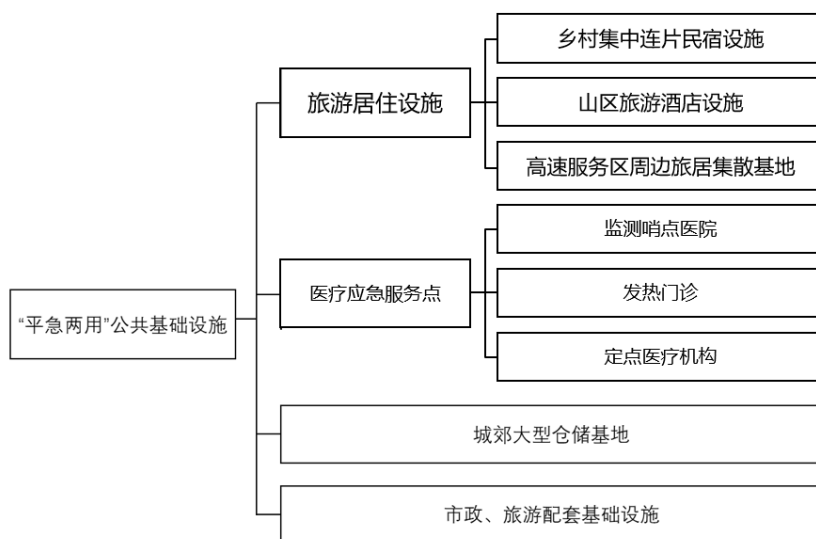 乡村集中连片民宿设施
旅游居住设施
山区旅游酒店设施
高速服务区周边旅居集散基地
监测哨点医院
“平急两用”公共基础设施
医疗应急服务点
发热门诊
定点医疗机构
城郊大型仓储基地
市政、旅游配套基础设施